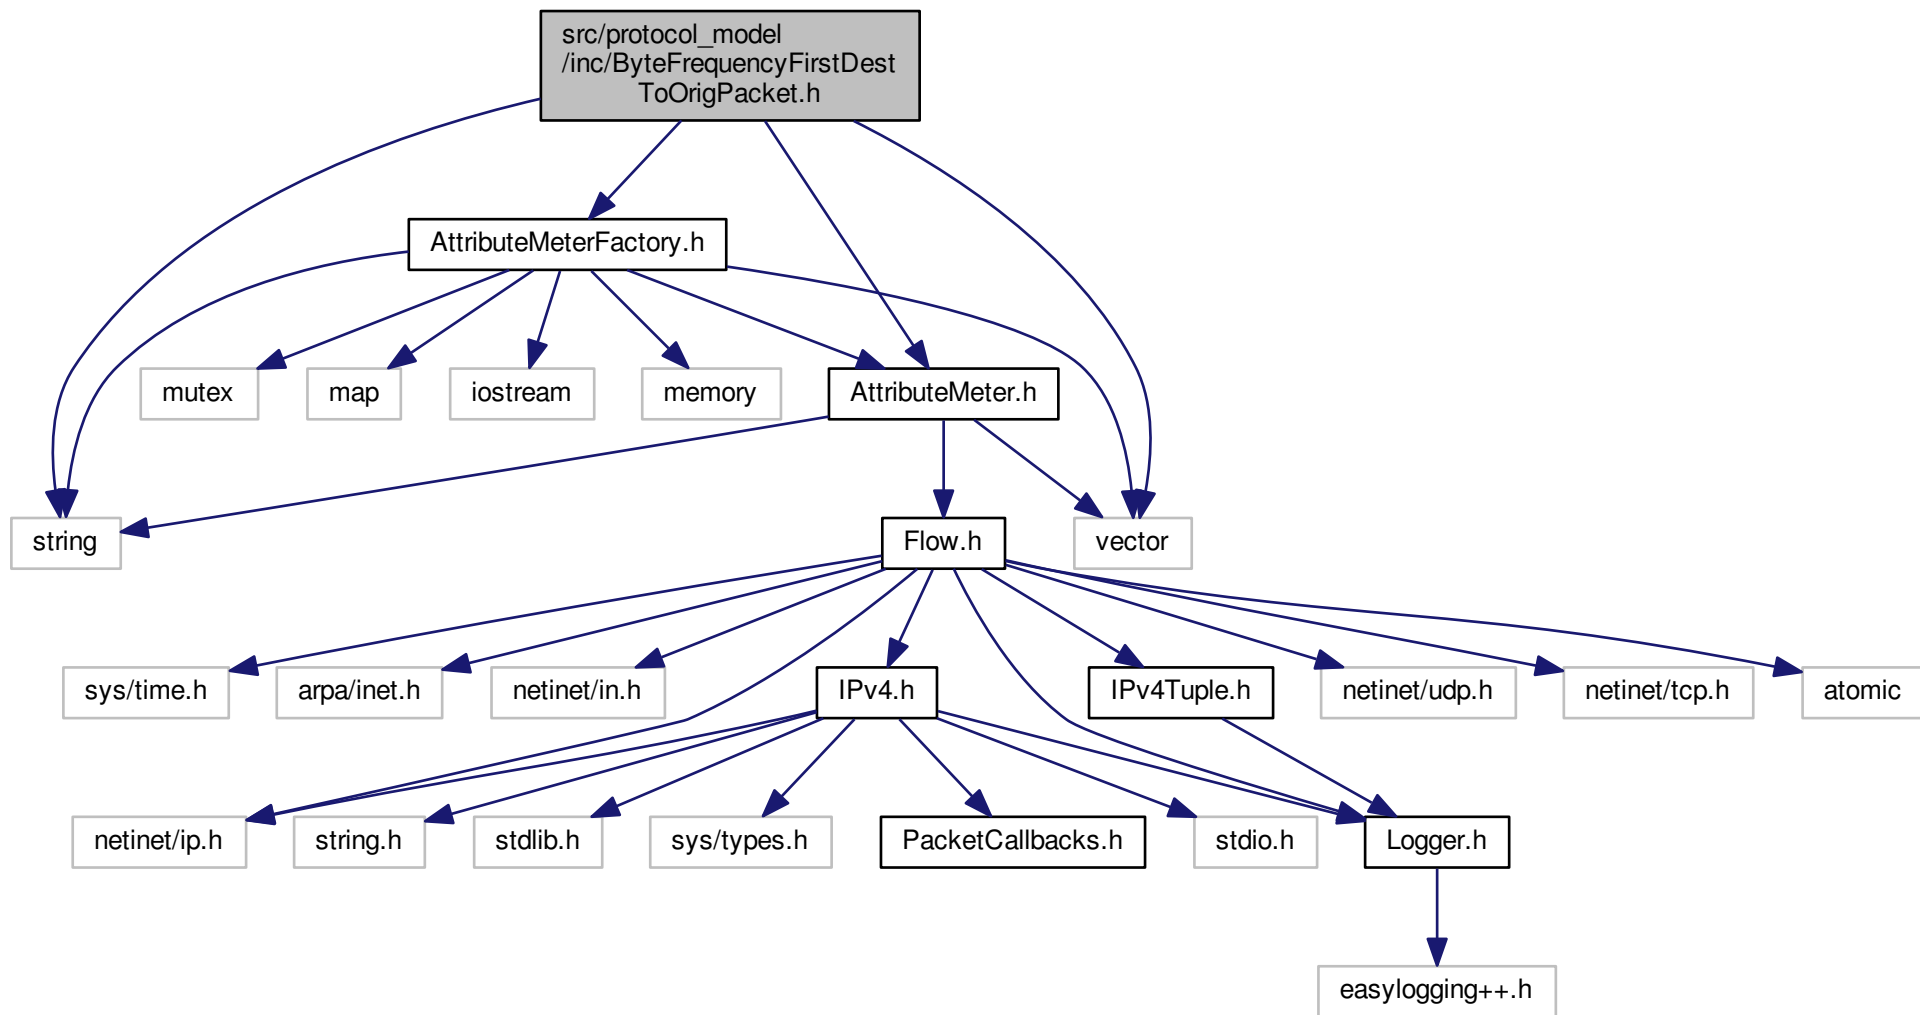 src/protocol_model
/inc/ByteFrequencyFirstDest
ToOrigPacket.h
AttributeMeterFactory.h
mutex
map
iostream
memory
AttributeMeter.h
string
Flow.h
vector
sys/time.h
arpa/inet.h
netinet/in.h
IPv4.h
IPv4Tuple.h
netinet/udp.h
netinet/tcp.h
atomic
netinet/ip.h
string.h
stdlib.h
sys/types.h
PacketCallbacks.h
stdio.h
Logger.h
easylogging++.h